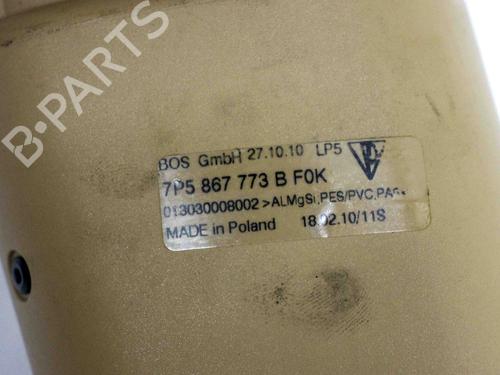 B-PARTS
BOS GmbH 27.10.10 LP5
7P5 867 773 B F0K
013030008002 >ALMgSi,PES/PVC,PA6<
MADE in Poland 18.02.10/11S